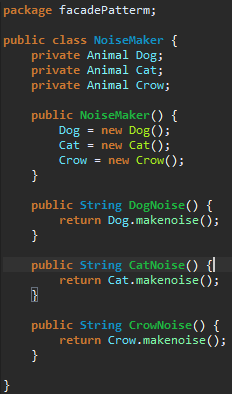 package facadePatterm;
public class NoiseMaker {
private Animal Dog;
private Animal Cat;
private Animal Crow;
public NoiseMaker() {
Dog = new Dog();
Cat = new Cat();
Crow = new Crow();
}
public String DogNoise() {
return Dog.makenoise();
}
public String CatNoise() {
return Cat.makenoise();
}
public String CrowNoise() {
return Crow.makenoise();
}
}